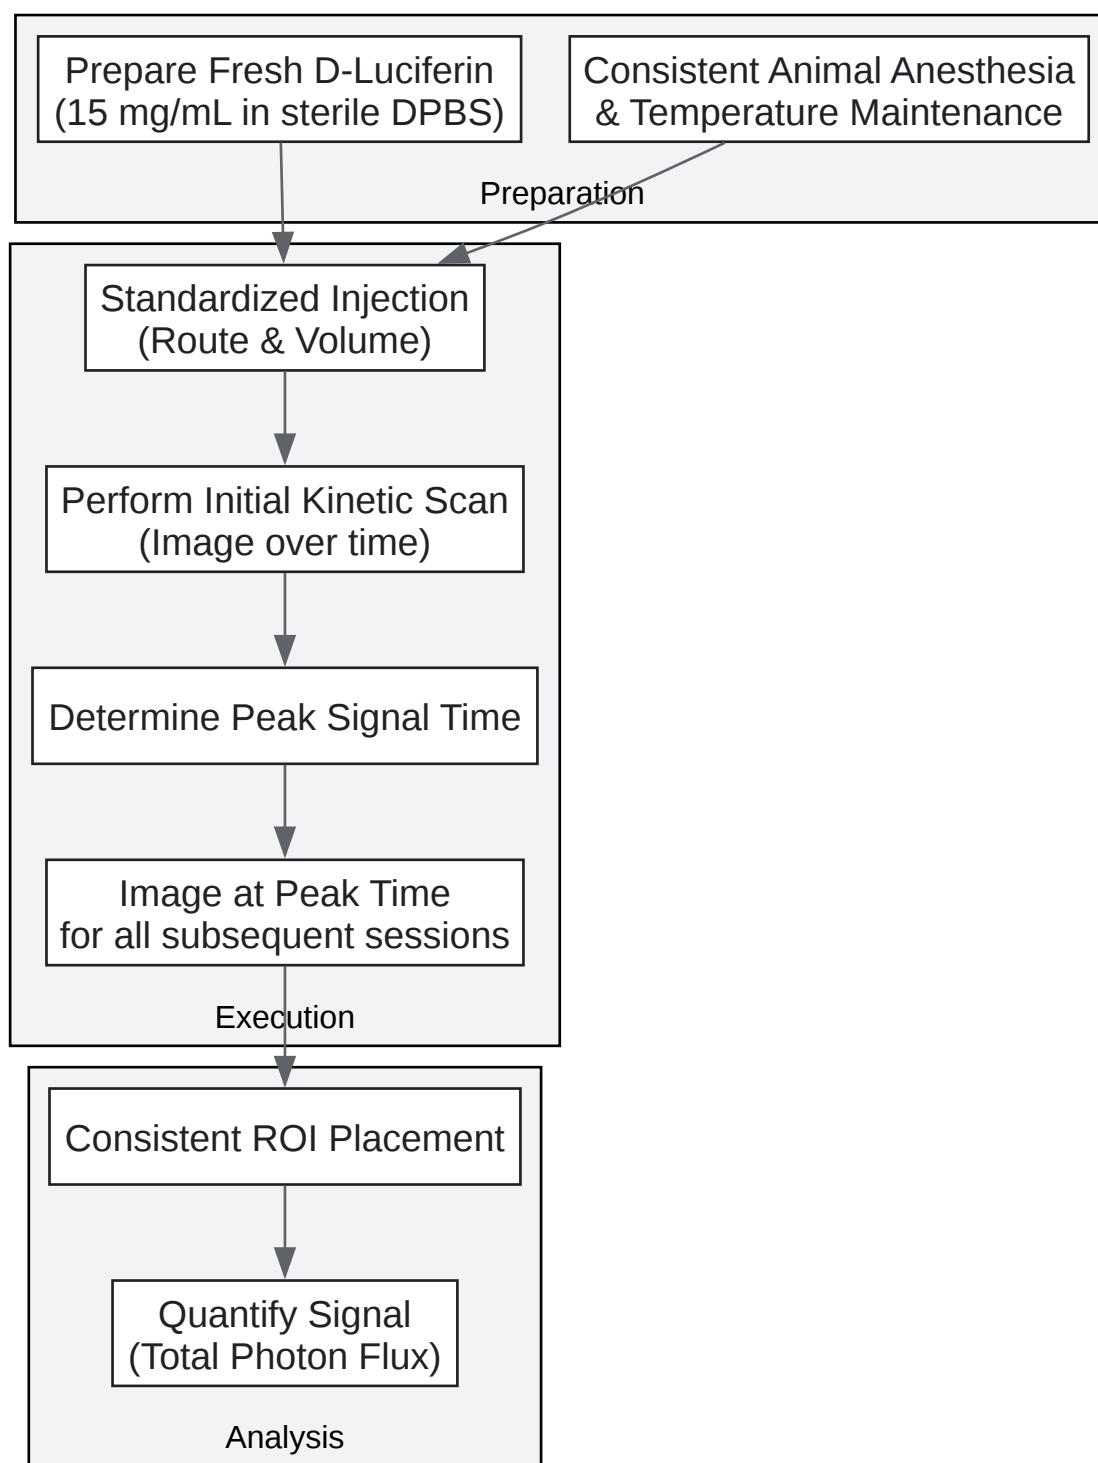 Prepare Fresh D-Luciferin
(15 mg/mL in sterile DPBS)
Consistent Animal Anesthesia
& Temperature Maintenance
Preparation
Standardized Injection
(Route & Volume)
Perform Initial Kinetic Scan
(Image over time)
Determine Peak Signal Time
Image at Peak Time
for all subsequent sessions
Execution
Consistent ROI Placement
Quantify Signal
(Total Photon Flux)
Analysis